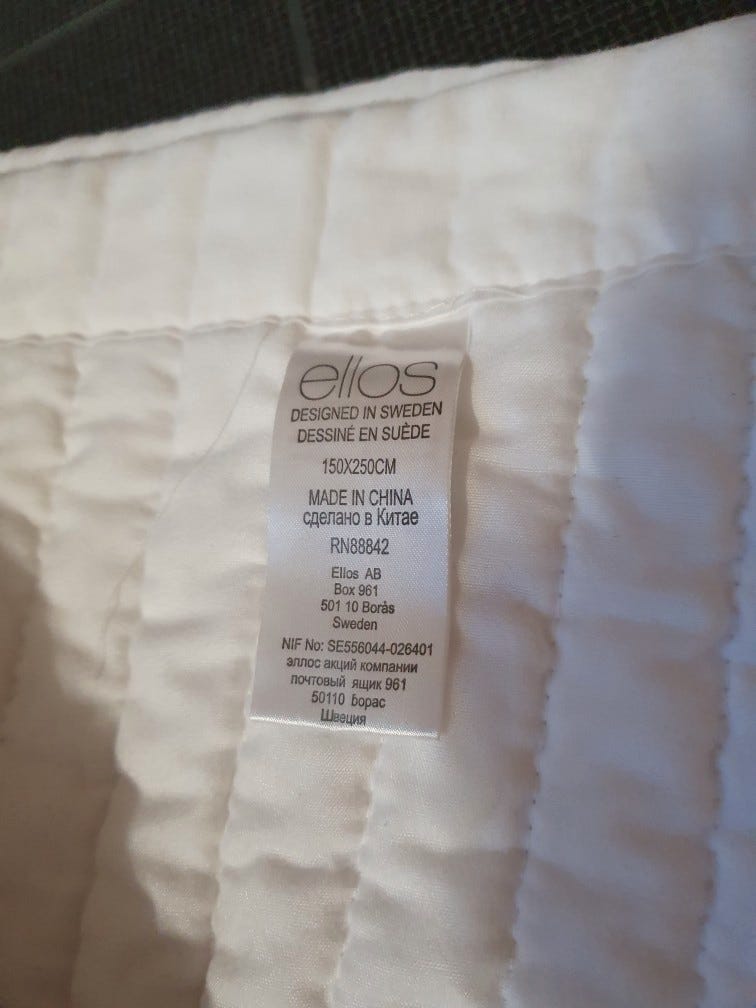 ellos
DESIGNED IN SWEDEN
DESSINÉ EN SUÈDE
150X250CM
MADE IN CHINA
сделано в Китае
RN88842
Ellos AB
Box 961
501 10 Borås
Sweden
NIF No: SE556044-026401
эллос акций компании
почтовый ящик 961
50110 Борас
Швеция